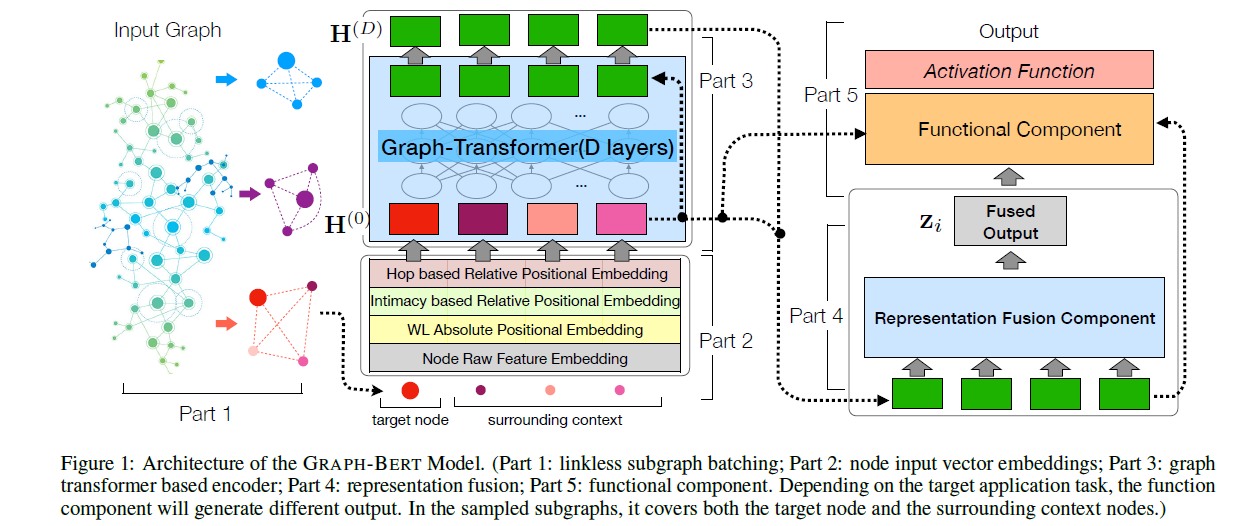 Input Graph
Part 1
H(D)
Graph-Transformer(D layers)
...
...
H(0)
Part 3
Hop based Relative Positional Embedding
Intimacy based Relative Positional Embedding
WL Absolute Positional Embedding
Node Raw Feature Embedding
Part 2
target node
surrounding context
Output
Activation Function
Functional Component
Part 5
zi
Fused
Output
Representation Fusion Component
Part 4
Figure 1: Architecture of the GRAPH-BERT Model. (Part 1: linkless subgraph batching; Part 2: node input vector embeddings; Part 3: graph
transformer based encoder; Part 4: representation fusion; Part 5: functional component. Depending on the target application task, the function
component will generate different output. In the sampled subgraphs, it covers both the target node and the surrounding context nodes.)